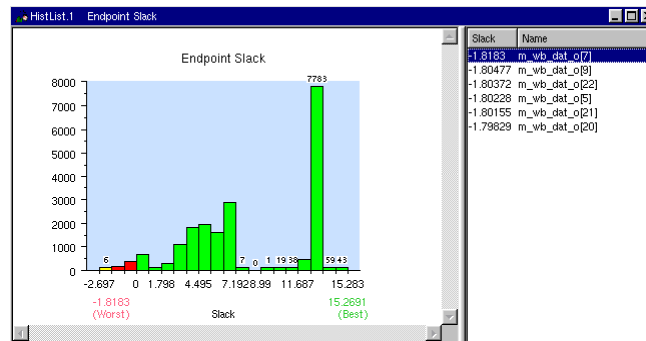 HistList.1 Endpoint Slack
Endpoint Slack
8000
7000
6000
5000
4000
3000
2000
1000
0
7783
6
7
0
1
19
38
59
43
-2.697 0 1.798 4.495 7.192 8.99 11.687 15.283
-1.8183
(Worst)
Slack
15.2691
(Best)
Slack Name
-1.8183 m_wb_dat_o[7]
-1.80477 m_wb_dat_o[9]
-1.80372 m_wb_dat_o[22]
-1.80228 m_wb_dat_o[5]
-1.80155 m_wb_dat_o[21]
-1.79829 m_wb_dat_o[20]